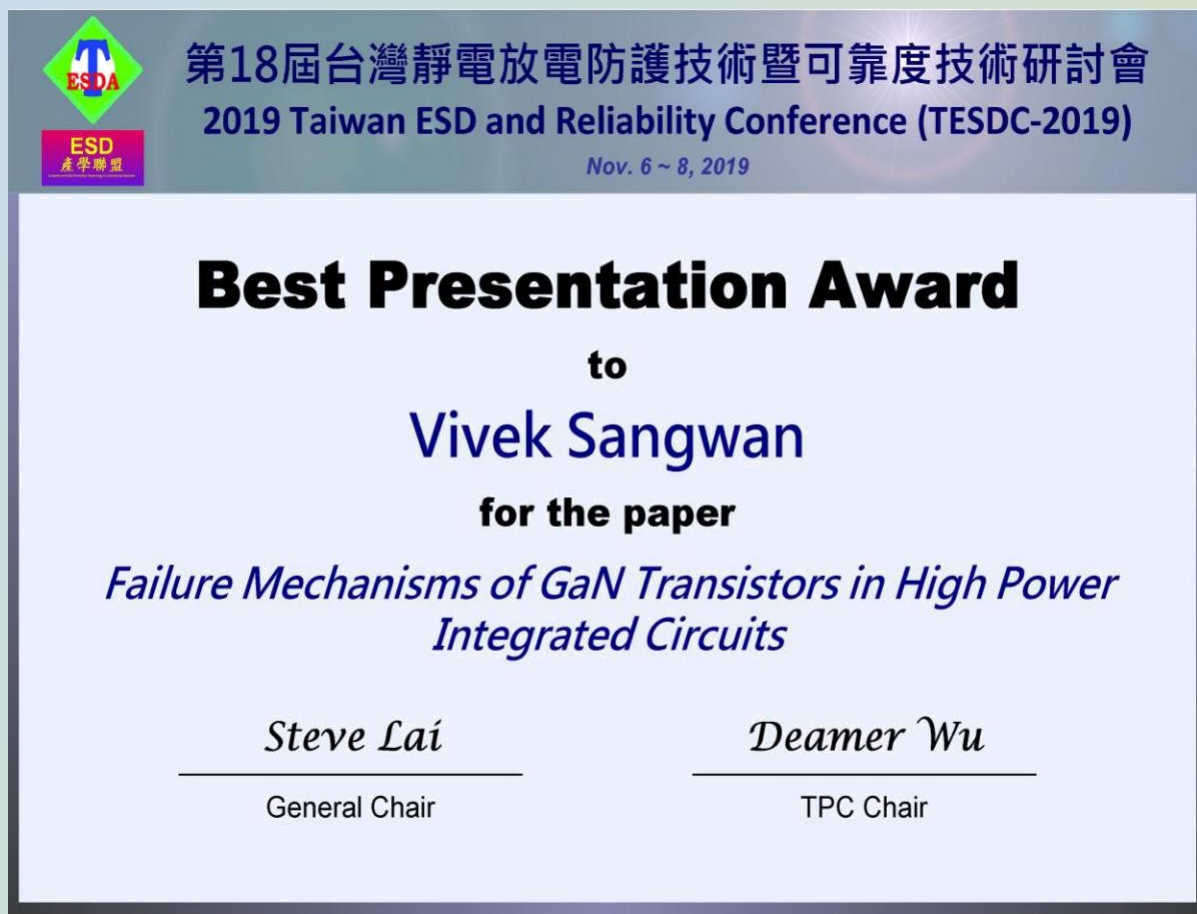 第18屆台灣靜電放電防護技術暨可靠度技術研討會
2019 Taiwan ESD and Reliability Conference (TESDC-2019)
Nov. 6 ~ 8, 2019
T
ESDA
ESD
產學聯盟
Best Presentation Award
to
Vivek Sangwan
for the paper
Failure Mechanisms of GaN Transistors in High Power
Integrated Circuits
Steve Lai
Deamer Wu
General Chair
TPC Chair